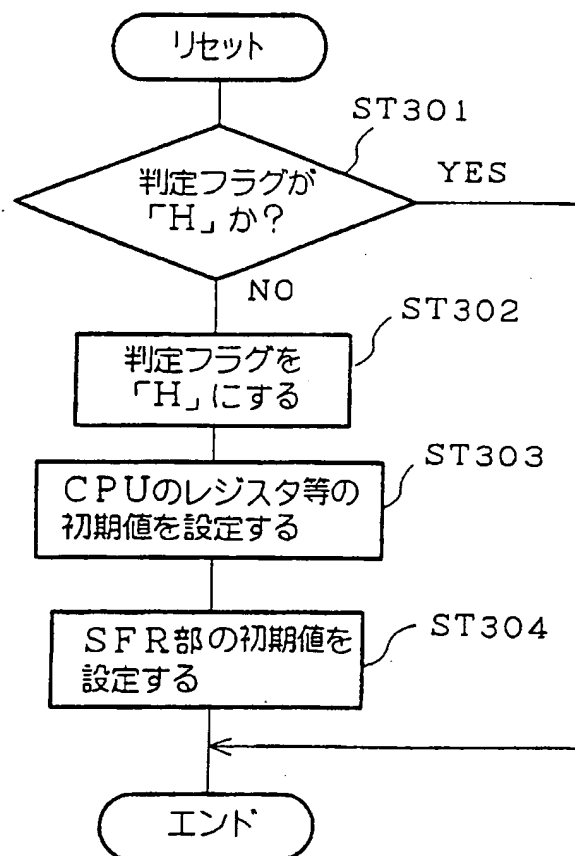 リセット
ST301
判定フラグが
「H」か?
YES
NO
ST302
判定フラグを
「H」にする
ST303
CPUのレジスタ等の
初期値を設定する
ST304
SFR部の初期値を
設定する
エンド